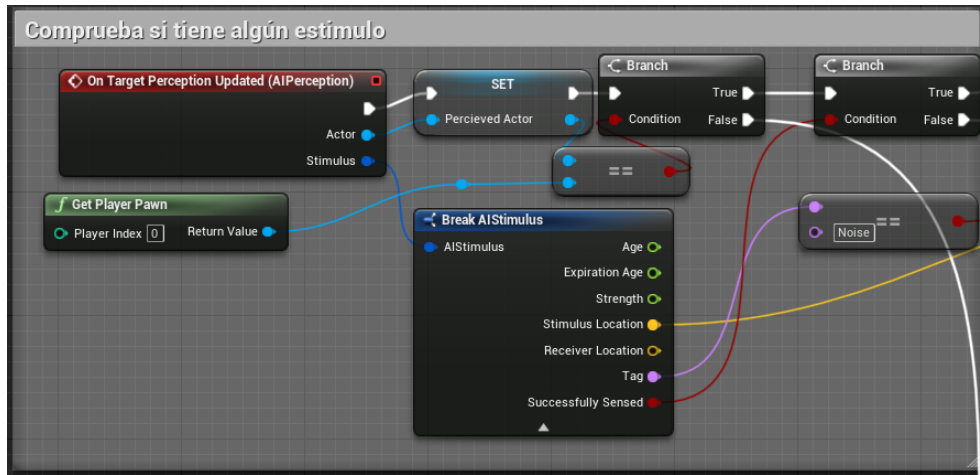 Comprueba si tiene algún estimulo
On Target Perception Updated (AIPerception)
Actor
Stimulus
SET
Percieved Actor
Branch
Condition
True
False
Branch
Condition
True
False
==
Get Player Pawn
Player Index 0
Return Value
Break AIStimulus
AIStimulus
Age
Expiration Age
Strength
Stimulus Location
Receiver Location
Tag
Successfully Sensed
==
Noise